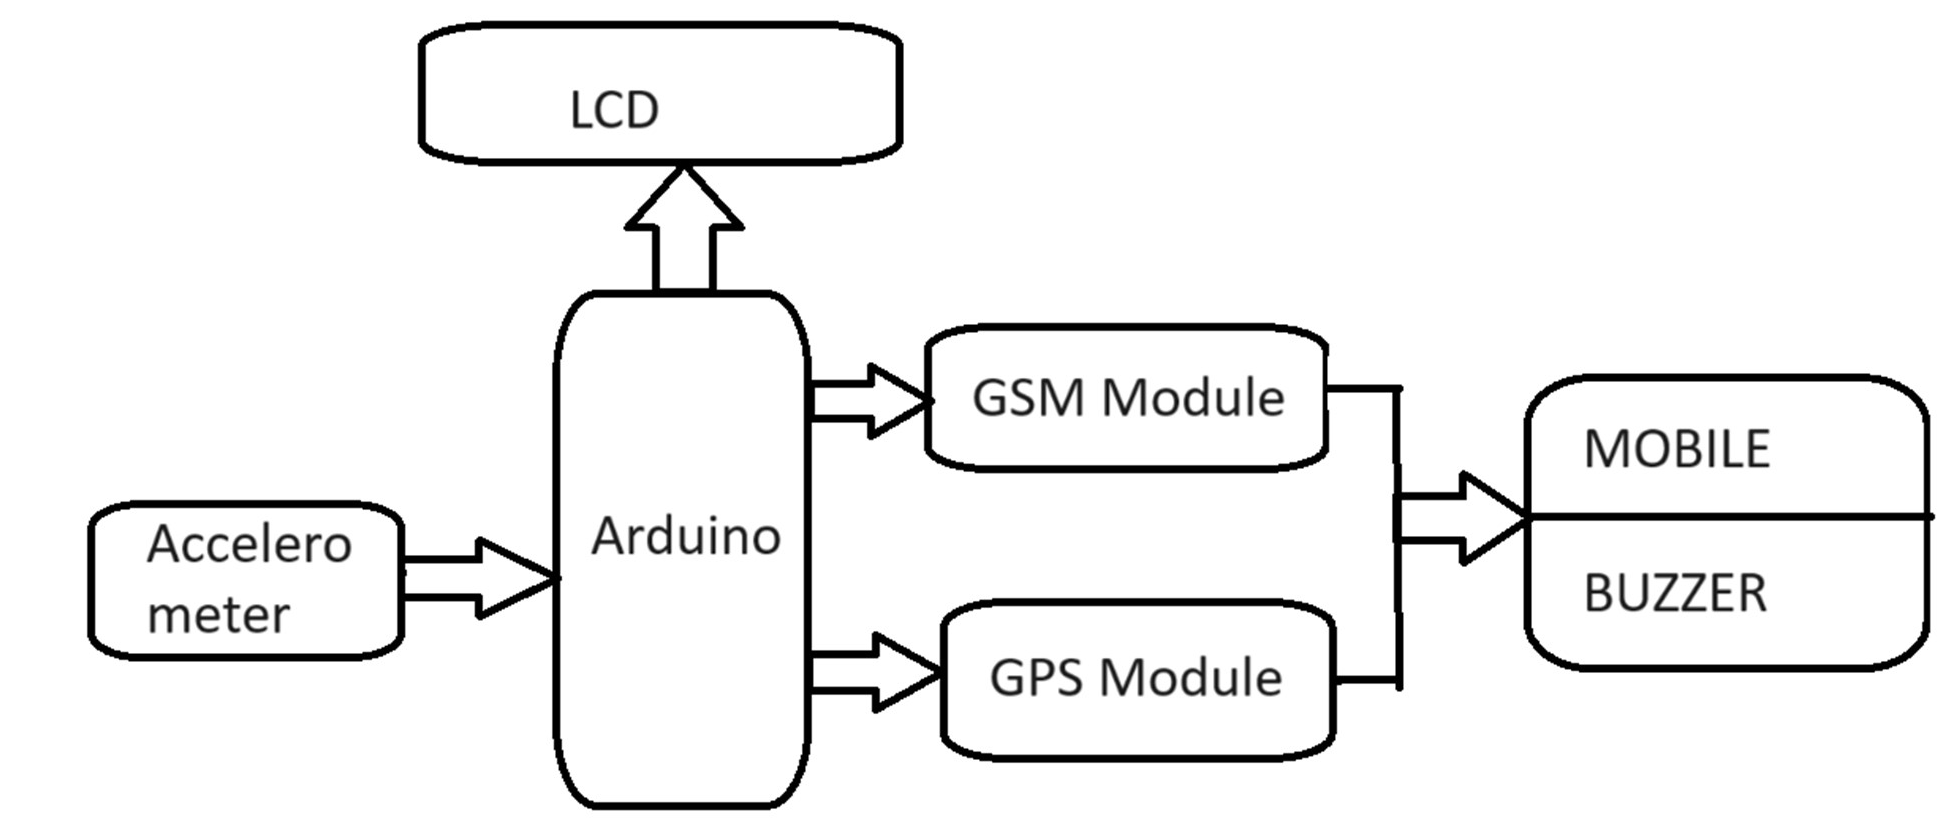 LCD
GSM Module
MOBILE
Accelero
meter
Arduino
BUZZER
GPS Module